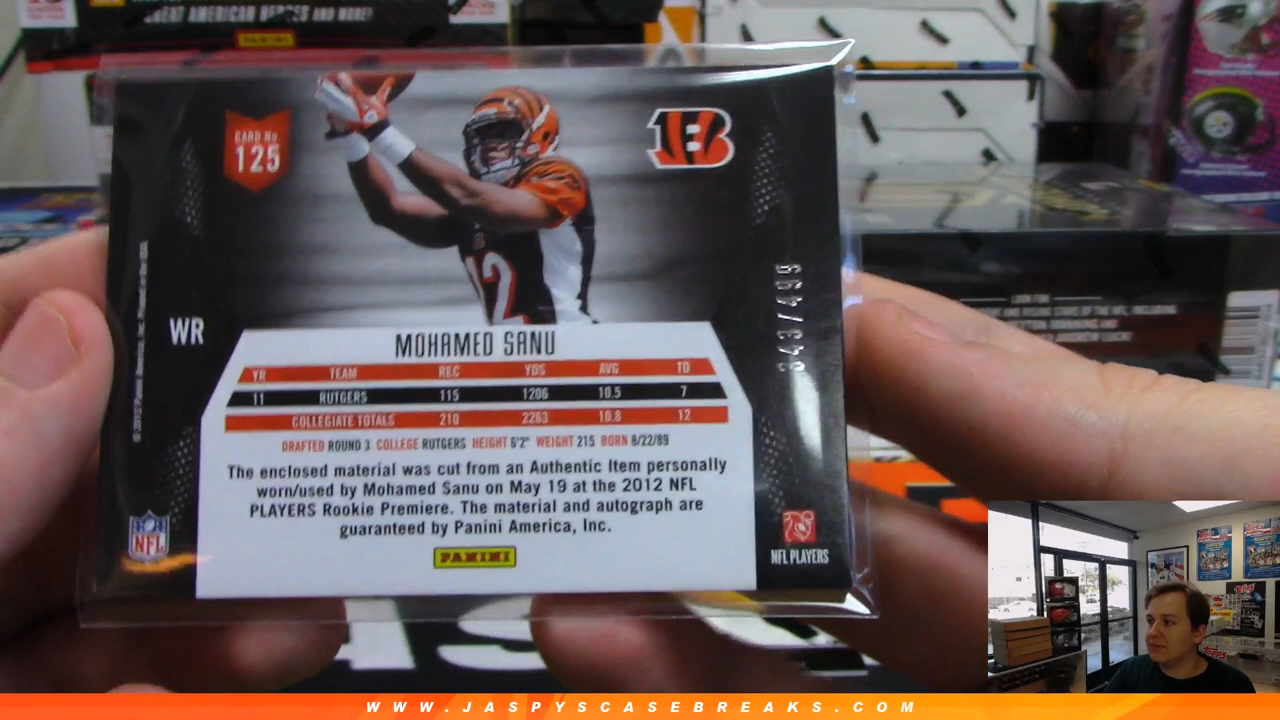 GREAT AMERICAN HEROES AND MORE!
PANINI
CARD No.
125
B
12
343/499
WR
MOHAMED SANU
YR TEAM REC YDS AVG TD
11 RUTGERS 115 1206 10.5 7
COLLEGIATE TOTALS 210 2263 10.8 12
DRAFTED ROUND 3 COLLEGE RUTGERS HEIGHT 6'2" WEIGHT 215 BORN 8/22/89
The enclosed material was cut from an Authentic Item personally
worn/used by Mohamed Sanu on May 19 at the 2012 NFL
PLAYERS Rookie Premiere. The material and autograph are
guaranteed by Panini America, Inc.
PANINI
NFL
NFL PLAYERS
topps
WWW.JASPYSCASEBREAKS.COM